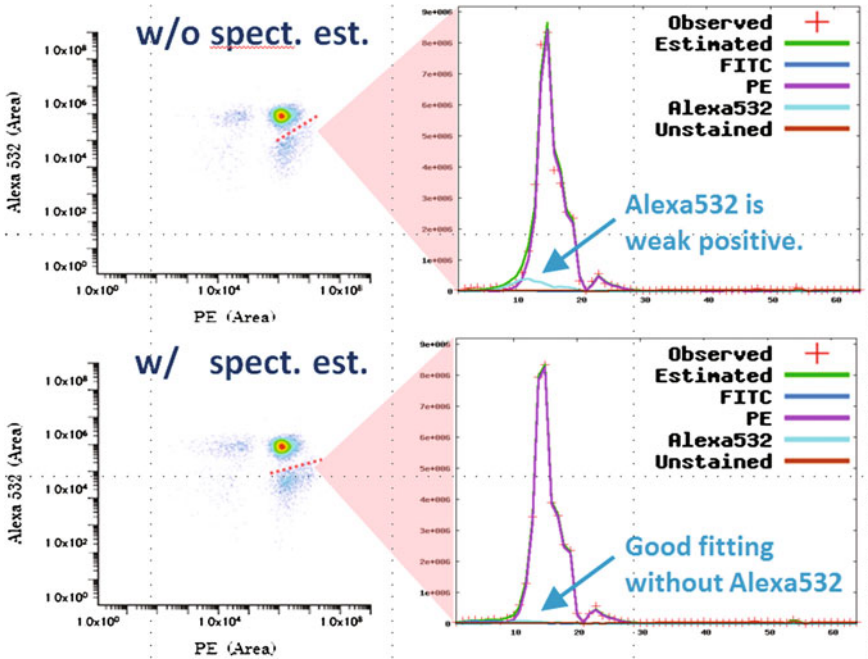 w/o spect. est.
1 0x10⁸
1 0x10⁶
1 0x10⁴
1 0x10²
1 0x10⁰
Alexa 532 (Area)
1 0x10⁰
1 0x10⁴
1 0x10⁶
1 0x10⁸
PE (Area)
9e+006
8e+006
7e+006
6e+006
5e+006
4e+006
3e+006
2e+006
1e+006
0
10
20
30
40
50
60
Observed
Estimated
FITC
PE
Alexa532
Unstained
Alexa532 is
weak positive.
w/ spect. est.
1 0x10⁸
1 0x10⁶
1 0x10⁴
1 0x10²
1 0x10⁰
Alexa 532 (Area)
1 0x10⁰
1 0x10⁴
1 0x10⁶
1 0x10⁸
PE (Area)
9e+006
8e+006
7e+006
6e+006
5e+006
4e+006
3e+006
2e+006
1e+006
0
10
20
30
40
50
60
Observed
Estimated
FITC
PE
Alexa532
Unstained
Good fitting
without Alexa532